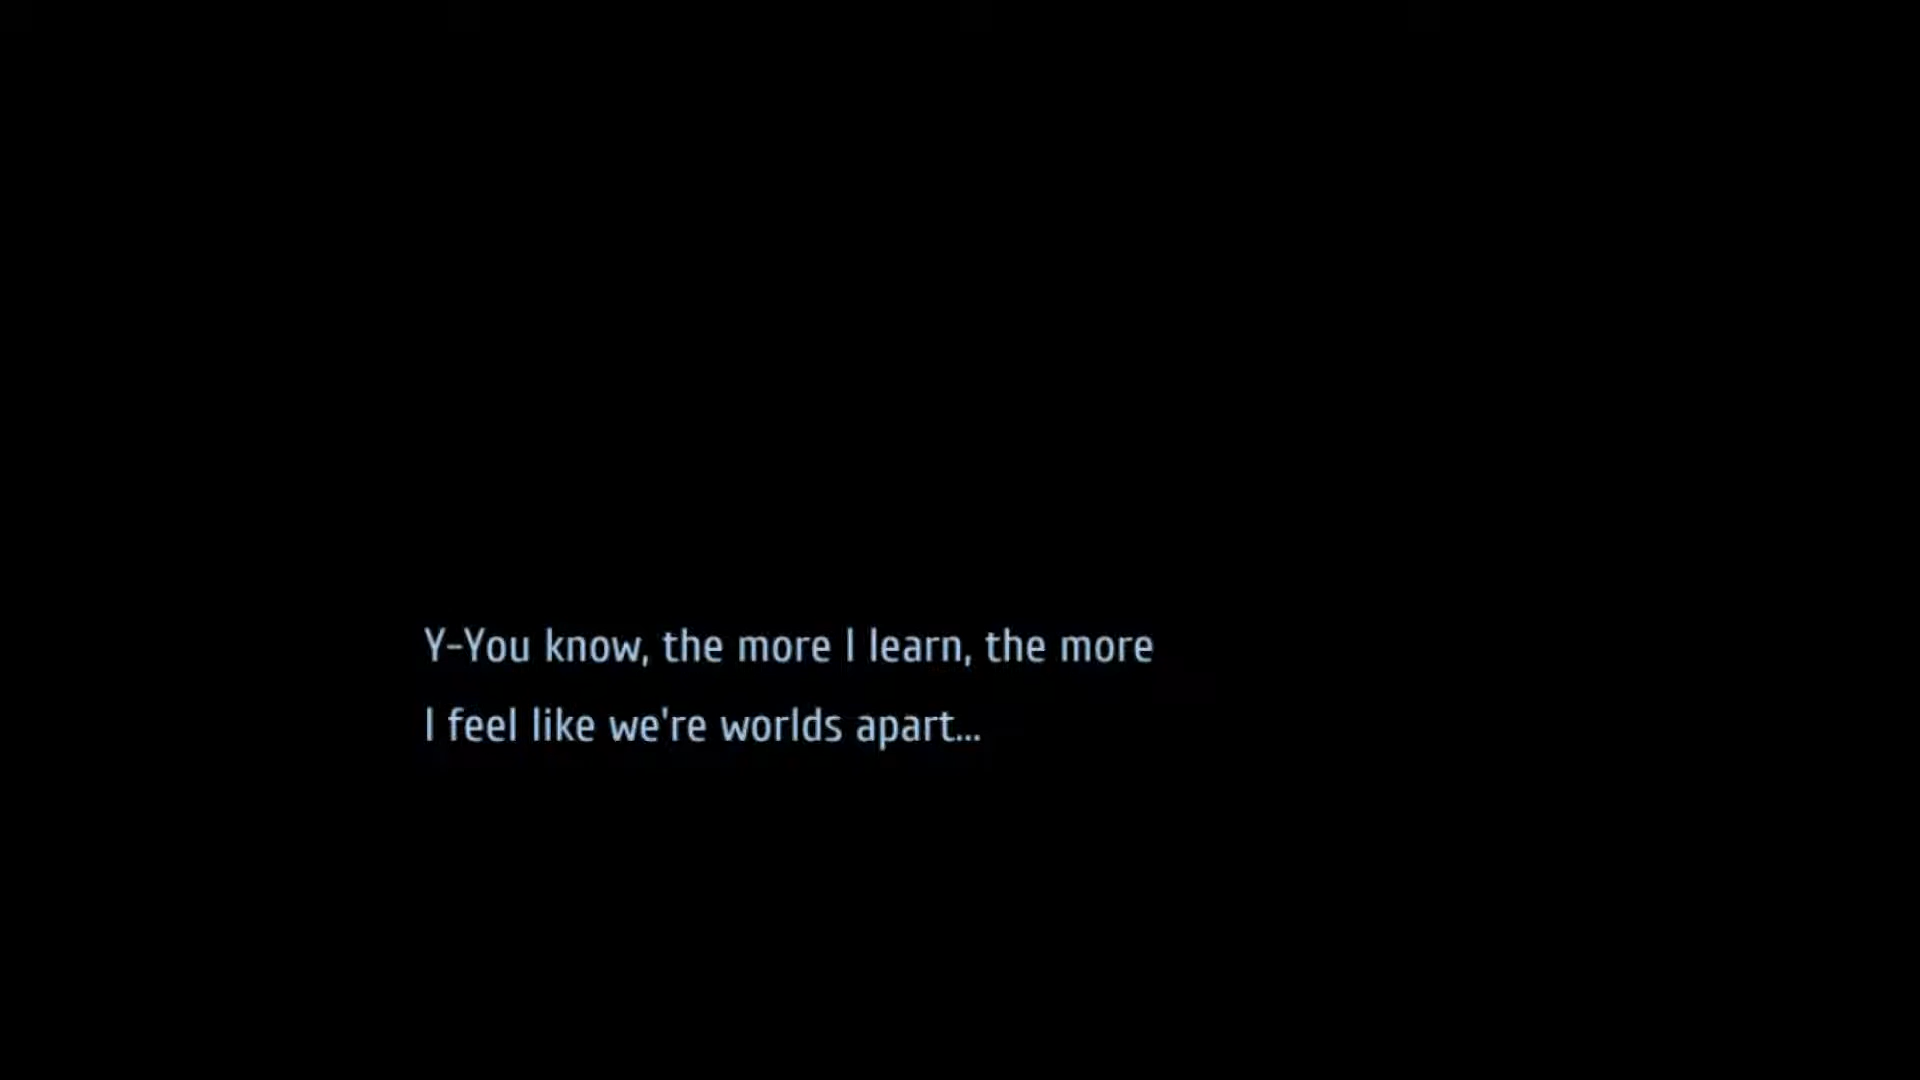 Y-You know, the more I learn, the more
I feel like we're worlds apart...